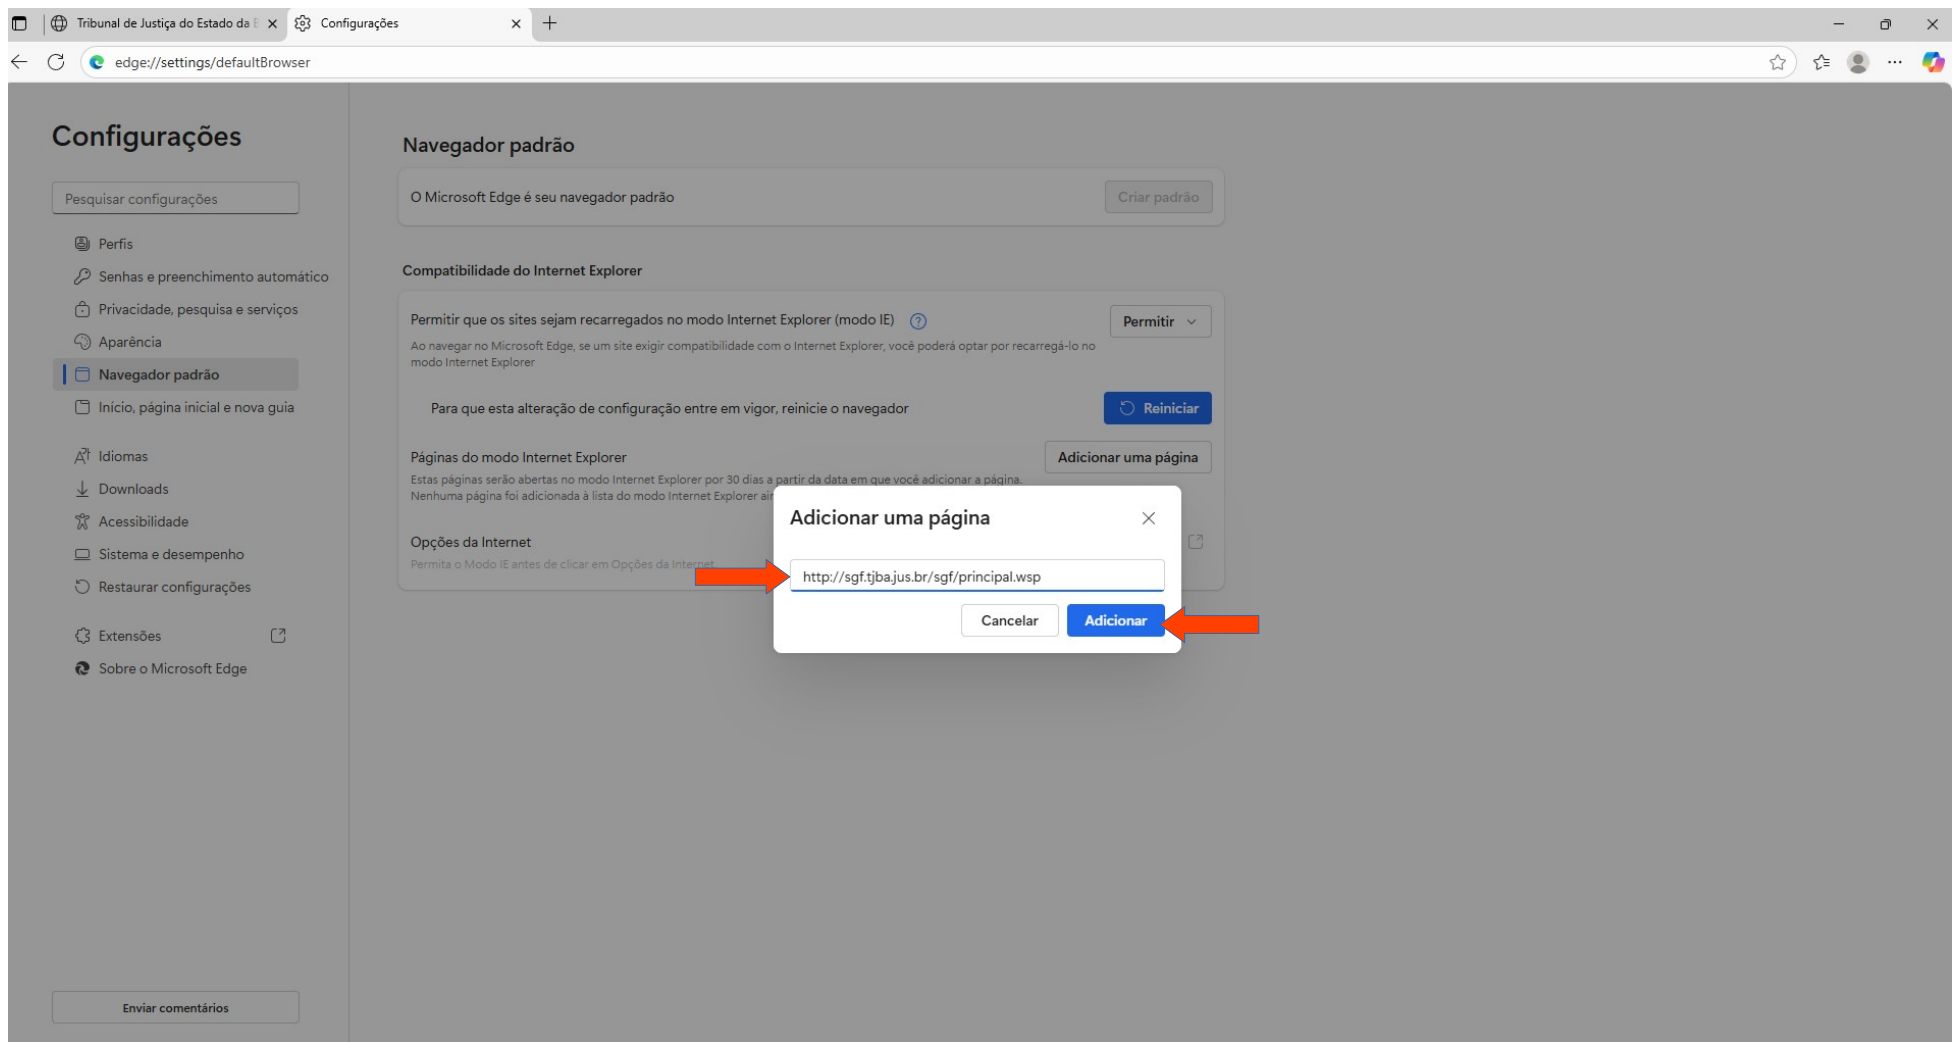 Tribunal de Justiça do Estado da
Configurações
edge://settings/defaultBrowser
Configurações
Pesquisar configurações
Perfis
Senhas e preenchimento automático
Privacidade, pesquisa e serviços
Aparência
Navegador padrão
Início, página inicial e nova guia
Idiomas
Downloads
Acessibilidade
Sistema e desempenho
Restaurar configurações
Extensões
Sobre o Microsoft Edge
Enviar comentários
Navegador padrão
O Microsoft Edge é seu navegador padrão
Criar padrão
Compatibilidade do Internet Explorer
Permitir que os sites sejam recarregados no modo Internet Explorer (modo IE)
Permitir
Ao navegar no Microsoft Edge, se um site exigir compatibilidade com o Internet Explorer, você poderá optar por recarregá-lo no
modo Internet Explorer
Para que esta alteração de configuração entre em vigor, reinicie o navegador
Reiniciar
Páginas do modo Internet Explorer
Adicionar uma página
Estas páginas serão abertas no modo Internet Explorer por 30 dias a partir da data em que você adicionar a página.
Nenhuma página foi adicionada à lista do modo Internet Explorer
Opções da Internet
Permita o Modo IE antes de clicar em Opções da Internet.
Adicionar uma página
http://sgf.tjba.jus.br/sgf/principal.wsp
Cancelar
Adicionar